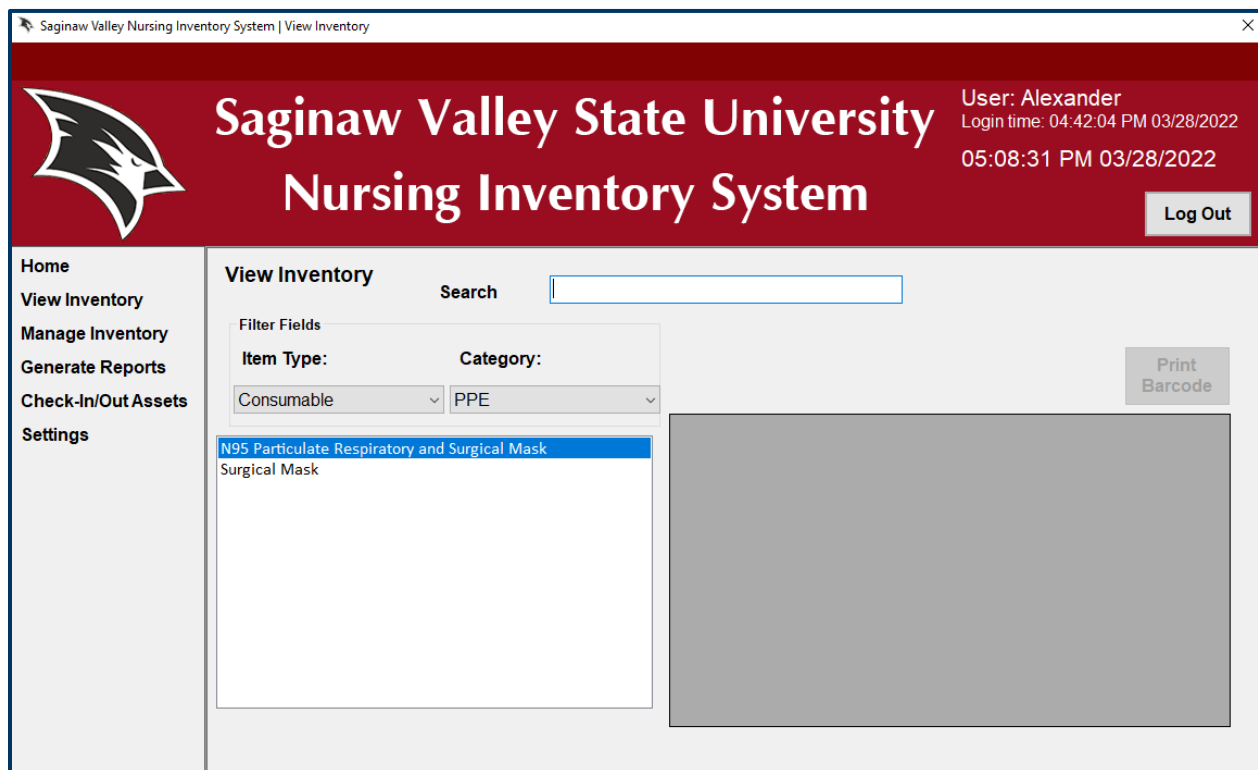 Saginaw Valley Nursing Inventory System | View Inventory
Saginaw Valley State University
Nursing Inventory System
User: Alexander
Login time: 04:42:04 PM 03/28/2022
05:08:31 PM 03/28/2022
Log Out
Home
View Inventory
Manage Inventory
Generate Reports
Check-In/Out Assets
Settings
View Inventory
Search
Filter Fields
Item Type: Category:
Consumable PPE
Print
Barcode
N95 Particulate Respiratory and Surgical Mask
Surgical Mask